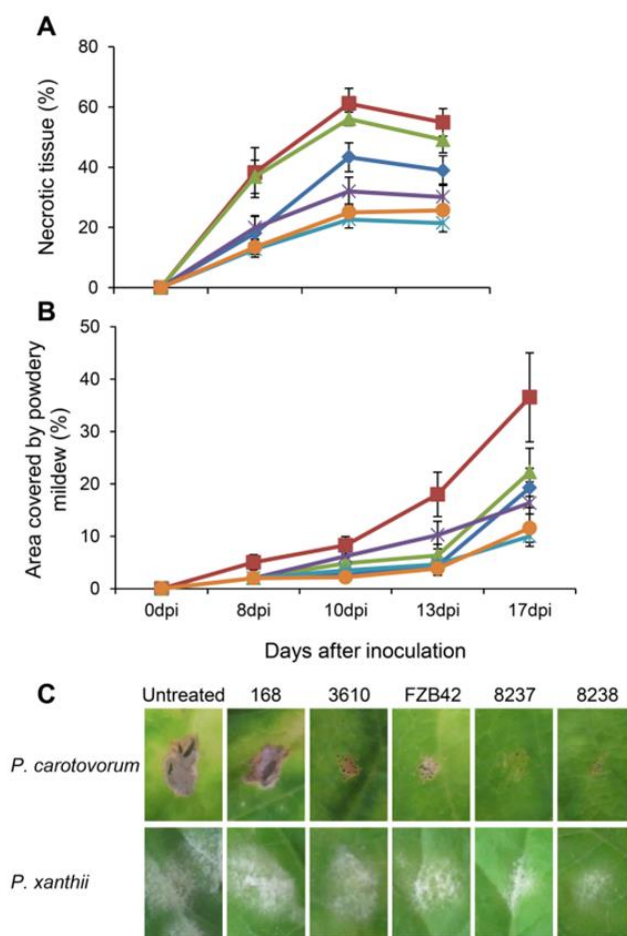 A
80
60
40
20
0
Necrotic tissue (%)
B
50
40
30
20
10
0
Area covered by powdery
mildew (%)
0dpi 8dpi 10dpi 13dpi 17dpi
Days after inoculation
C
Untreated 168 3610 FZB42 8237 8238
P. carotovorum
P. xanthii